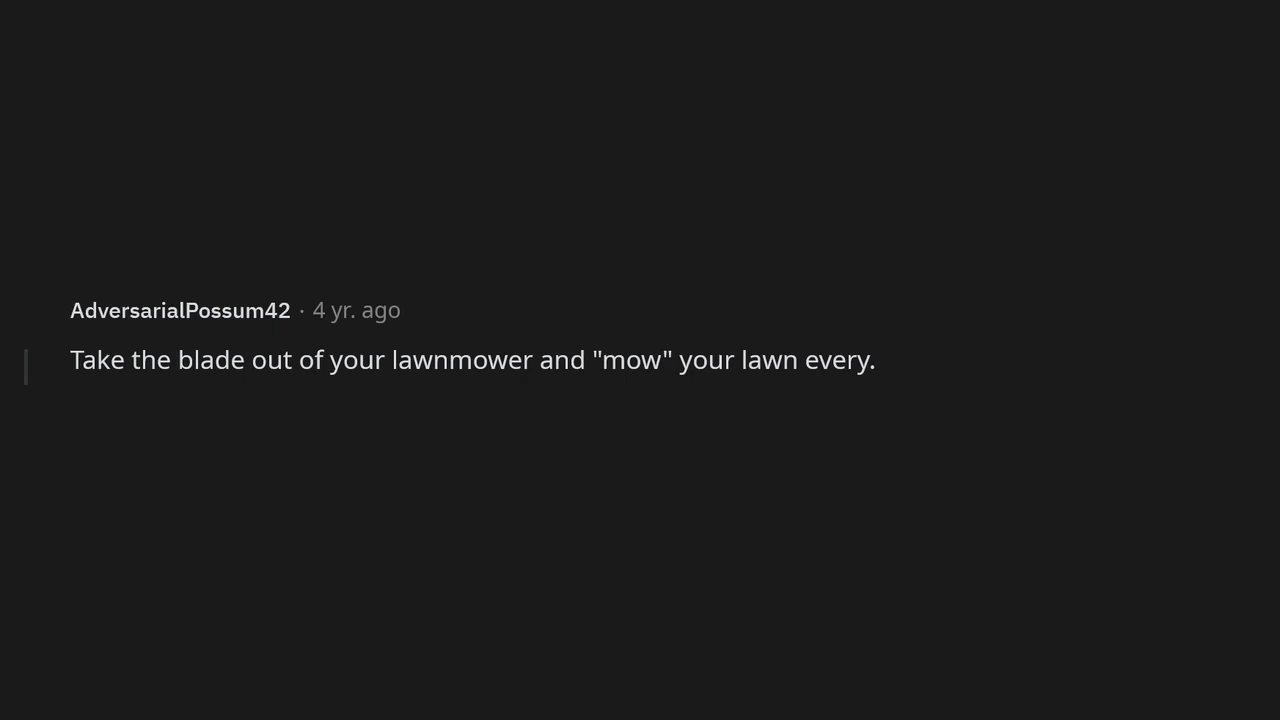 AdversarialPossum42 · 4 yr. ago
Take the blade out of your lawnmower and "mow" your lawn every.